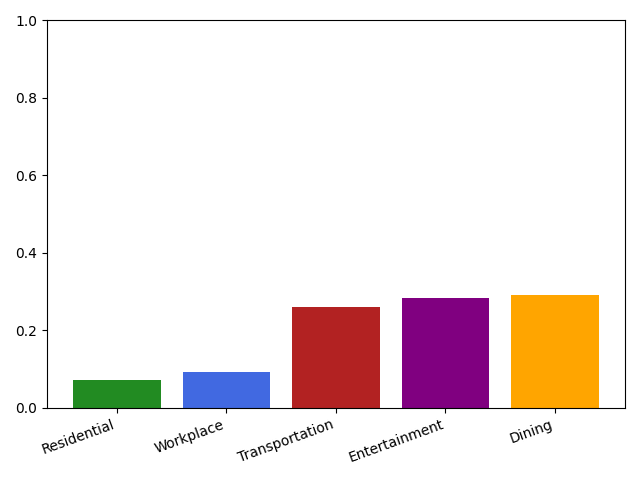 1.0
0.8
0.6
0.4
0.2
0.0
Residential
Workplace
Transportation
Entertainment
Dining